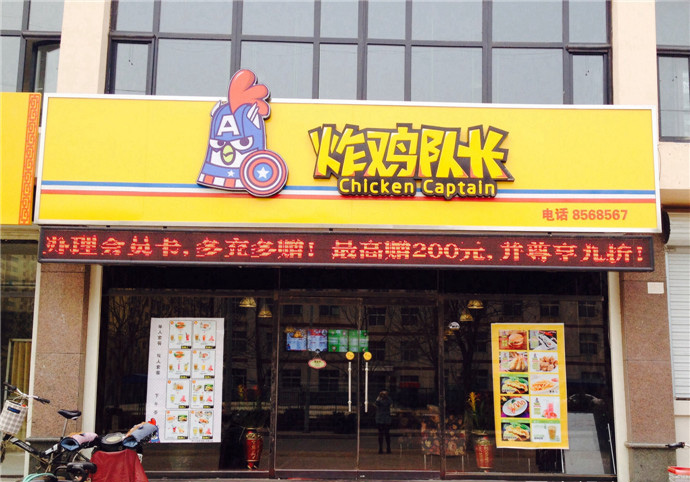 A
炸鸡队长
Chicken Captain
电话 8568567
办理会员卡,多充多赠!最高赠200元,并尊享九折!